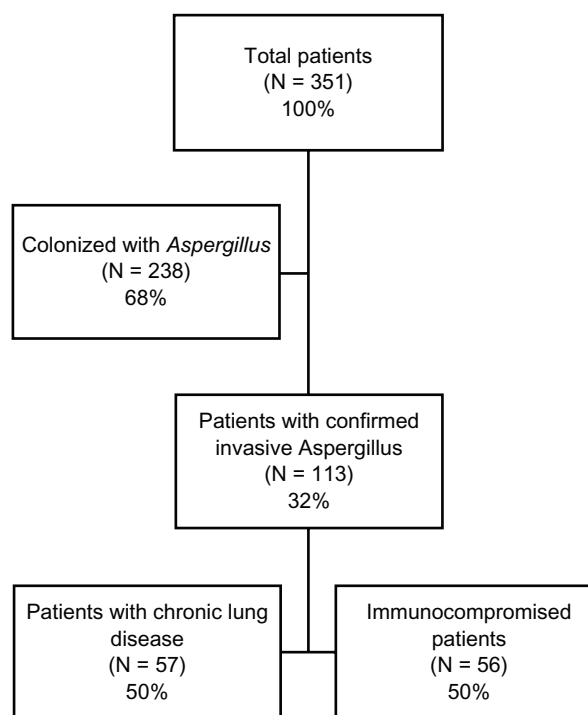 Total patients
(N = 351)
100%
Colonized with Aspergillus
(N = 238)
68%
Patients with confirmed
invasive Aspergillus
(N = 113)
32%
Patients with chronic lung
disease
(N = 57)
50%
Immunocompromised
patients
(N = 56)
50%